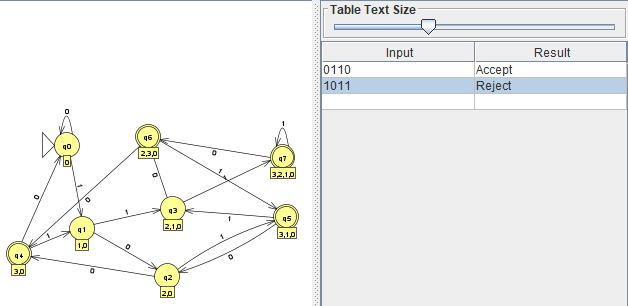 Table Text Size
Input Result
0110 Accept
1011 Reject
0
q0
0
q6
2,3,0
0
1
q7
3,2,1,0
0
1
0
0
1
q3
2,1,0
1
1
q5
3,1,0
q1
1,0
1
q4
3,0
0
0
q2
2,0
1
0